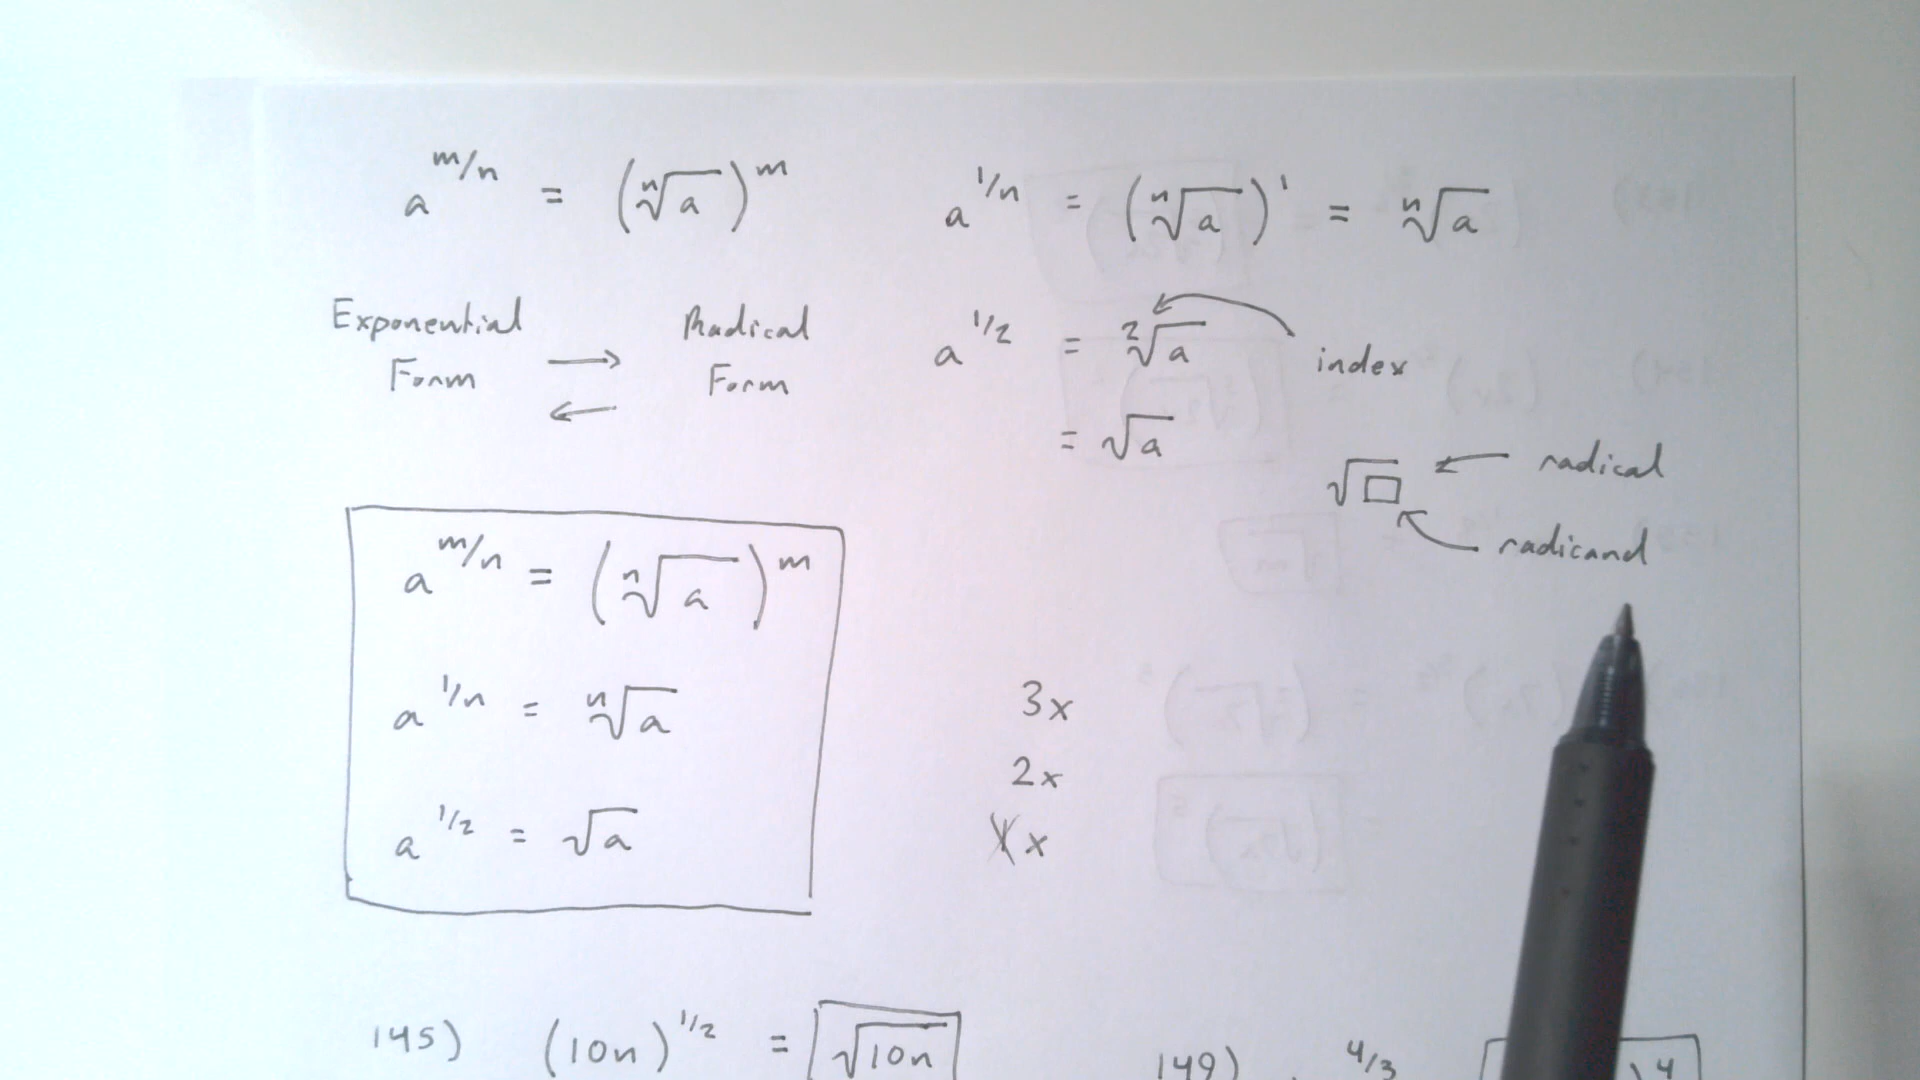 a^{m/n} = (ⁿ√a)^m
a^{1/n} = (ⁿ√a)^1 = ⁿ√a
Exponential Form → ← Radical Form
a^{1/2} = ²√a
index
= √a
√□ ← radical
radicand
a^{m/n} = (ⁿ√a)^m
a^{1/n} = ⁿ√a
a^{1/2} = √a
3x
2x
x
145) (10n)^{1/2} = √10n
149) 4/3 )4